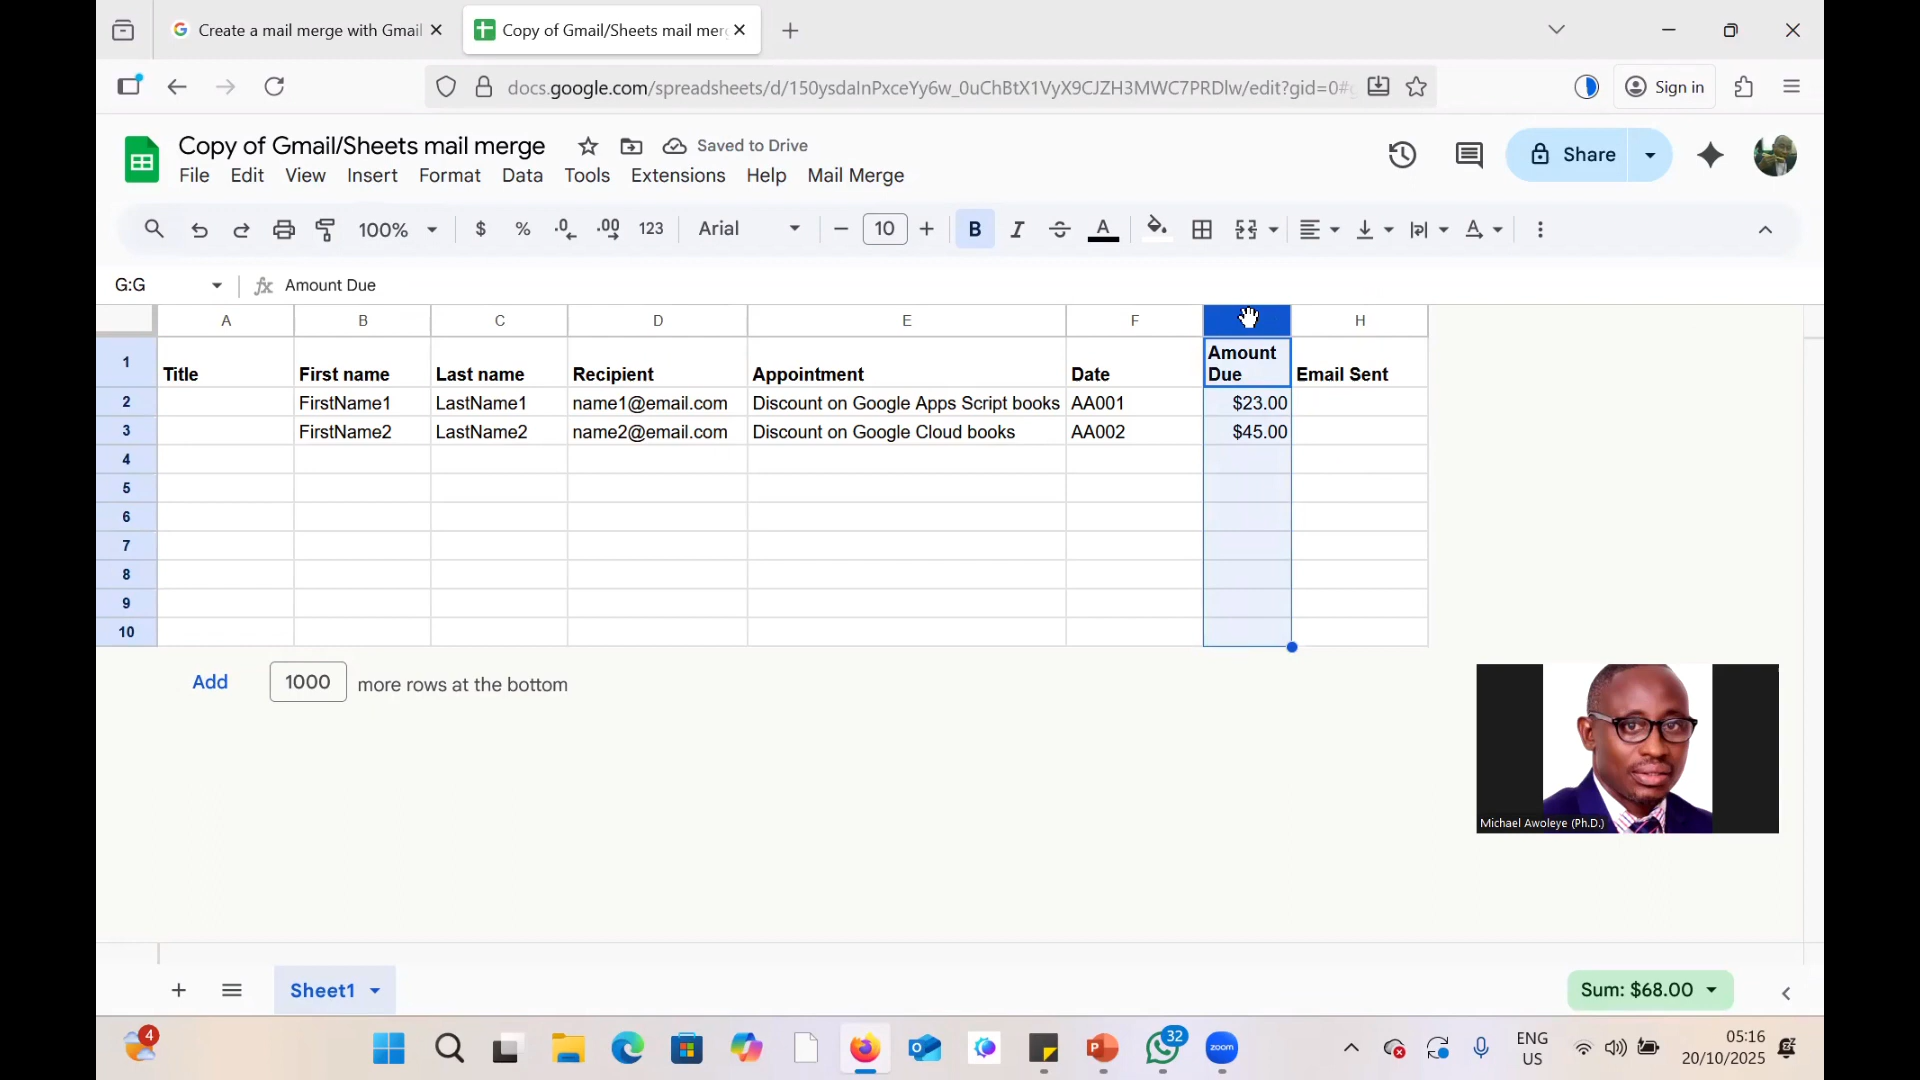 Create a mail merge with Gmail
Copy of Gmail/Sheets mail mer
docs.google.com/spreadsheets/d/150ysdaInPxceYy6w_0uChBtX1VyX9CJZH3MWC7PRDlw/edit?gid=0#
Sign in
Copy of Gmail/Sheets mail merge
Saved to Drive
Share
File Edit View Insert Format Data Tools Extensions Help Mail Merge
100% $ % .0 .00 123 Arial 10 B I S A
G:G fx Amount Due
A B C D E F H
1 Title First name Last name Recipient Appointment Date Amount Due Email Sent
2 FirstName1 LastName1 name1@email.com Discount on Google Apps Script books AA001 $23.00
3 FirstName2 LastName2 name2@email.com Discount on Google Cloud books AA002 $45.00
4
5
6
7
8
9
10
Add 1000 more rows at the bottom
Michael Awoleye (Ph.D.)
Sheet1
Sum: $68.00
4
32
zoom
ENG
US
05:16
20/10/2025